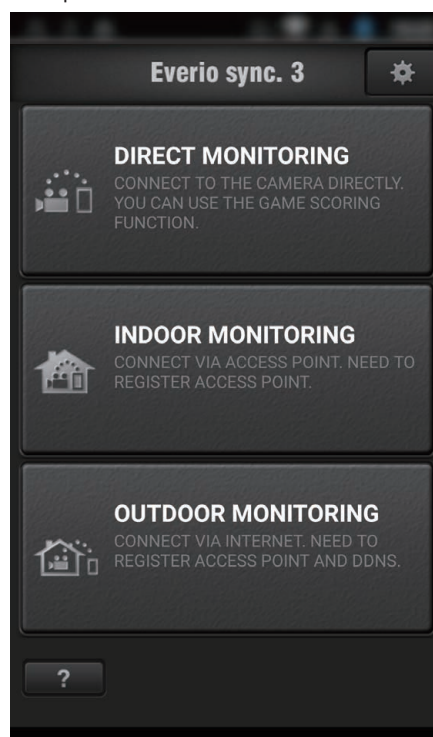 Everio sync. 3
DIRECT MONITORING
CONNECT TO THE CAMERA DIRECTLY.
YOU CAN USE THE GAME SCORING
FUNCTION.
INDOOR MONITORING
CONNECT VIA ACCESS POINT. NEED TO
REGISTER ACCESS POINT.
OUTDOOR MONITORING
CONNECT VIA INTERNET. NEED TO
REGISTER ACCESS POINT AND DDNS.
?